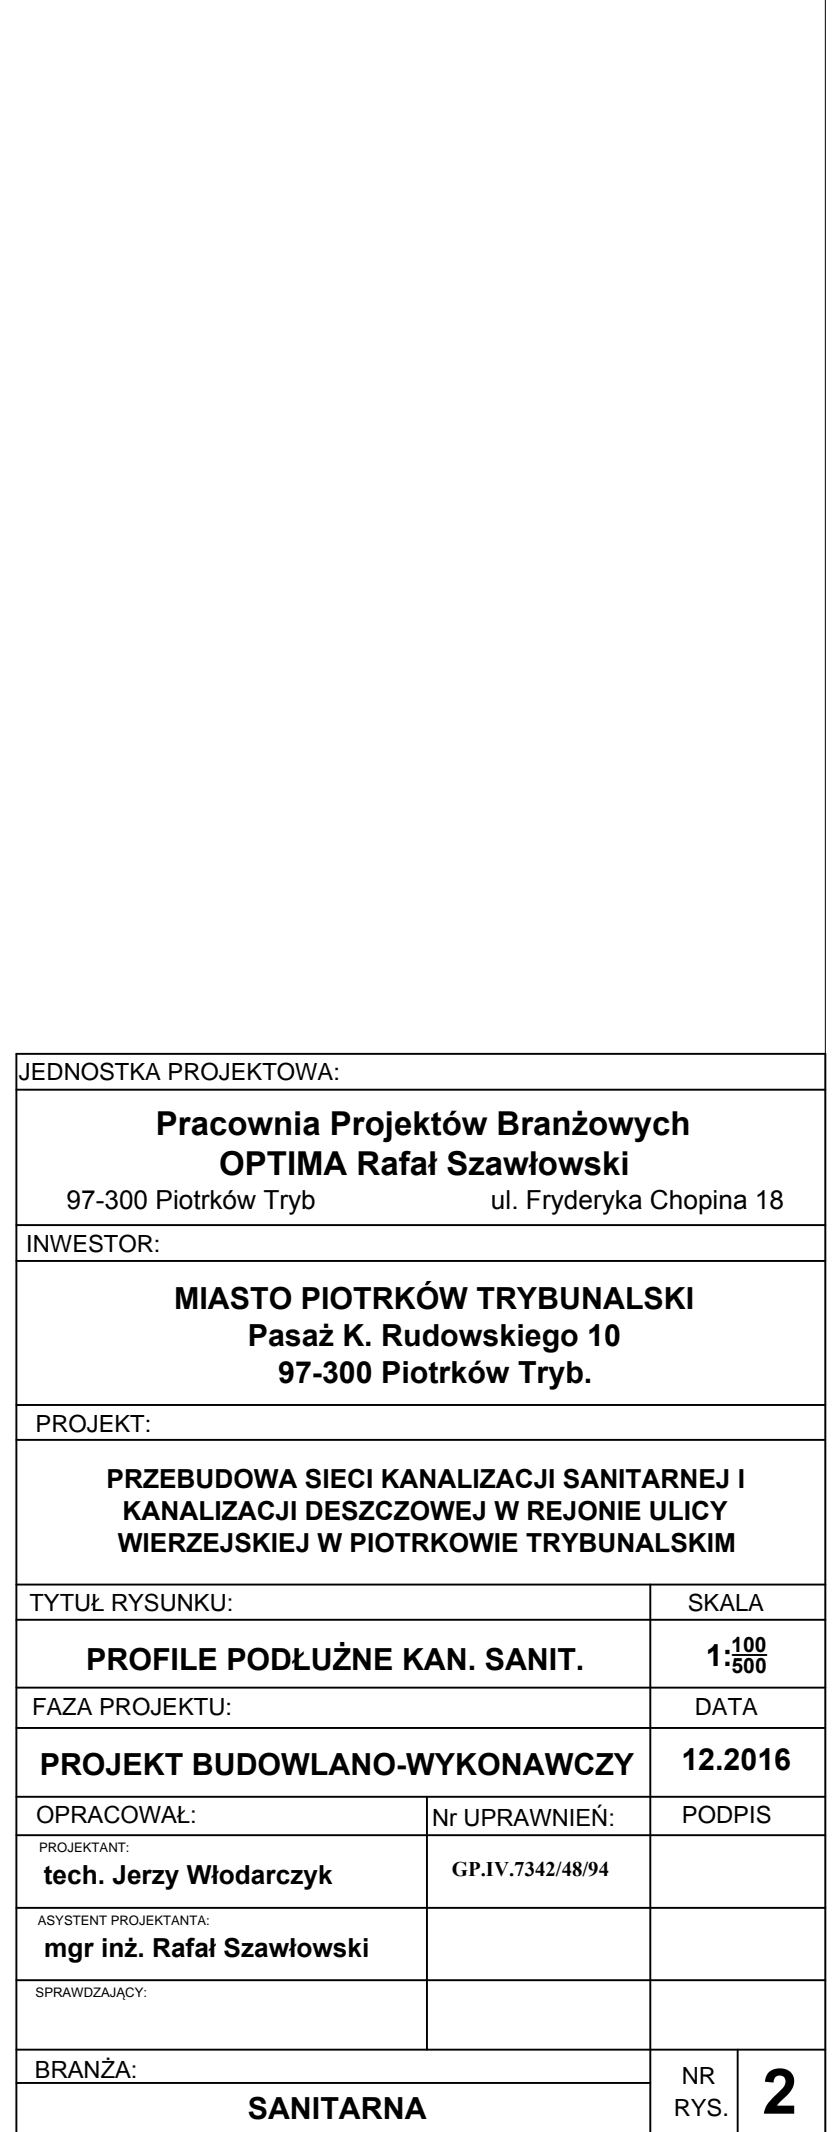 JEDNOSTKA PROJEKTOWA:
Pracownia Projektów Branżowych
OPTIMA Rafał Szawłowski
97-300 Piotrków Tryb ul. Fryderyka Chopina 18
INWESTOR:
MIASTO PIOTRKÓW TRYBUNALSKI
Pasaż K. Rudowskiego 10
97-300 Piotrków Tryb.
PROJEKT:
PRZEBUDOWA SIECI KANALIZACJI SANITARNEJ I
KANALIZACJI DESZCZOWEJ W REJONIE ULICY
WIERZEJSKIEJ W PIOTRKOWIE TRYBUNALSKIM
TYTUŁ RYSUNKU: SKALA
PROFILE PODŁUŻNE KAN. SANIT. 1:100/500
FAZA PROJEKTU: DATA
PROJEKT BUDOWLANO-WYKONAWCZY 12.2016
OPRACOWAŁ: Nr UPRAWNIEŃ: PODPIS
PROJEKTANT:
tech. Jerzy Włodarczyk GP.IV.7342/48/94
ASYSTENT PROJEKTANTA:
mgr inż. Rafał Szawłowski
SPRAWDZAJĄCY:
BRANŻA:
SANITARNA
NR
RYS. 2